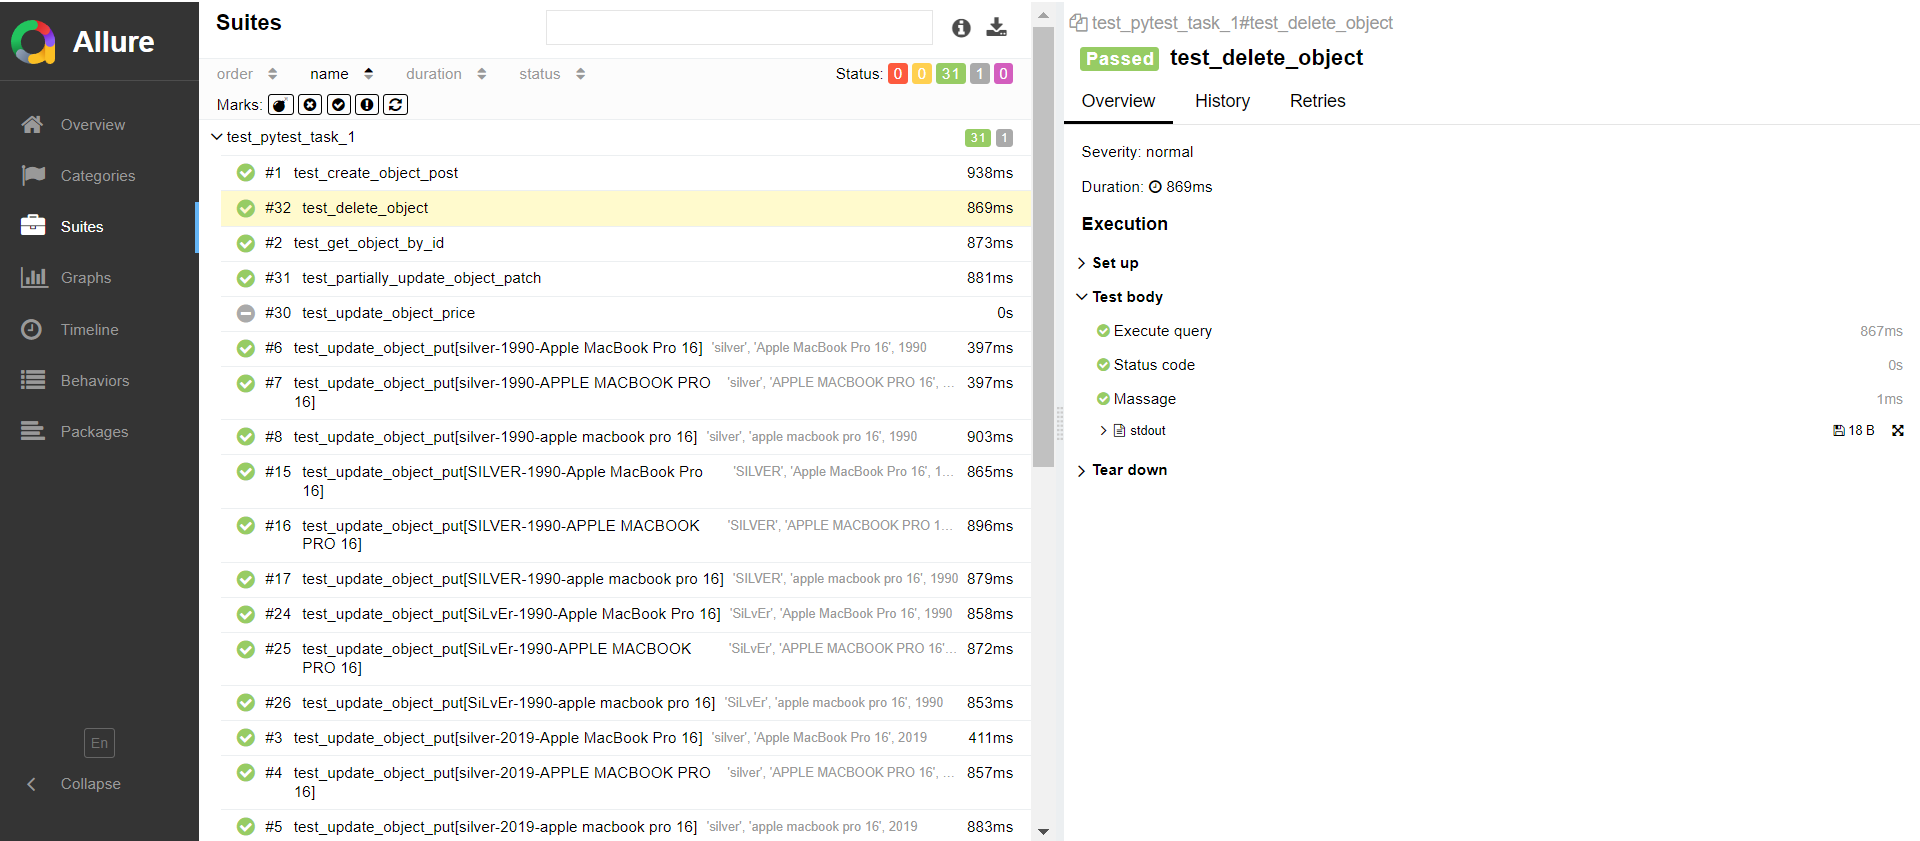 Allure
Overview
Categories
Suites
Graphs
Timeline
Behaviors
Packages
En
Collapse
Suites
order name duration status
Status: 0 0 31 1 0
Marks:
test_pytest_task_1 31 1
#1 test_create_object_post 938ms
#32 test_delete_object 869ms
#2 test_get_object_by_id 873ms
#31 test_partially_update_object_patch 881ms
#30 test_update_object_price 0s
#6 test_update_object_put[silver-1990-Apple MacBook Pro 16] 'silver', 'Apple MacBook Pro 16', 1990 397ms
#7 test_update_object_put[silver-1990-APPLE MACBOOK PRO 'silver', 'APPLE MACBOOK PRO 16', ... 397ms
16]
#8 test_update_object_put[silver-1990-apple macbook pro 16] 'silver', 'apple macbook pro 16', 1990 903ms
#15 test_update_object_put[SILVER-1990-Apple MacBook Pro 'SILVER', 'Apple MacBook Pro 16', 1... 865ms
16]
#16 test_update_object_put[SILVER-1990-APPLE MACBOOK 'SILVER', 'APPLE MACBOOK PRO 1... 896ms
PRO 16]
#17 test_update_object_put[SILVER-1990-apple macbook pro 16] 'SILVER', 'apple macbook pro 16', 1990 879ms
#24 test_update_object_put[SiLvEr-1990-Apple MacBook Pro 16] 'SiLvEr', 'Apple MacBook Pro 16', 1990 858ms
#25 test_update_object_put[SiLvEr-1990-APPLE MACBOOK 'SiLvEr', 'APPLE MACBOOK PRO 16'... 872ms
PRO 16]
#26 test_update_object_put[SiLvEr-1990-apple macbook pro 16] 'SiLvEr', 'apple macbook pro 16', 1990 853ms
#3 test_update_object_put[silver-2019-Apple MacBook Pro 16] 'silver', 'Apple MacBook Pro 16', 2019 411ms
#4 test_update_object_put[silver-2019-APPLE MACBOOK PRO 'silver', 'APPLE MACBOOK PRO 16', ... 857ms
16]
#5 test_update_object_put[silver-2019-apple macbook pro 16] 'silver', 'apple macbook pro 16', 2019 883ms
test_pytest_task_1#test_delete_object
Passed test_delete_object
Overview History Retries
Severity: normal
Duration: 869ms
Execution
Set up
Test body
Execute query 867ms
Status code 0s
Massage 1ms
stdout 18 B
Tear down